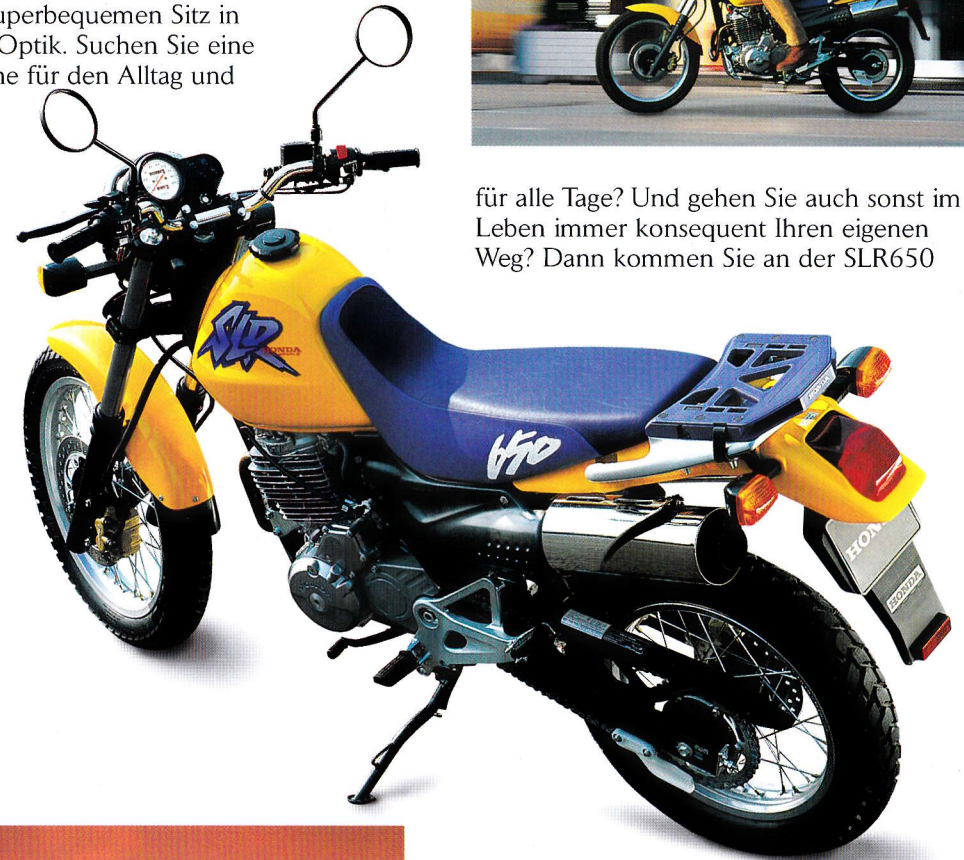 uperbequemen Sitz in
Optik. Suchen Sie eine
ne für den Alltag und
für alle Tage? Und gehen Sie auch sonst im
Leben immer konsequent Ihren eigenen
Weg? Dann kommen Sie an der SLR650
SLR
HONDA
650
HONDA
HON
HONDA